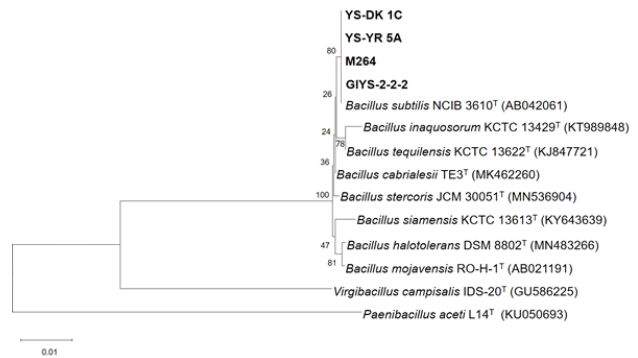 YS-DK 1C
YS-YR 5A
80
M264
GIYS-2-2-2
26
Bacillus subtilis NCIB 3610ᵀ (AB042061)
24
Bacillus inaquosorum KCTC 13429ᵀ (KT989848)
78
Bacillus tequilensis KCTC 13622ᵀ (KJ847721)
36
Bacillus cabrialesii TE3ᵀ (MK462260)
100
Bacillus stercoris JCM 30051ᵀ (MN536904)
Bacillus siamensis KCTC 13613ᵀ (KY643639)
47
Bacillus halotolerans DSM 8802ᵀ (MN483266)
81
Bacillus mojavensis RO-H-1ᵀ (AB021191)
Virgibacillus campisalis IDS-20ᵀ (GU586225)
Paenibacillus aceti L14ᵀ (KU050693)
0.01